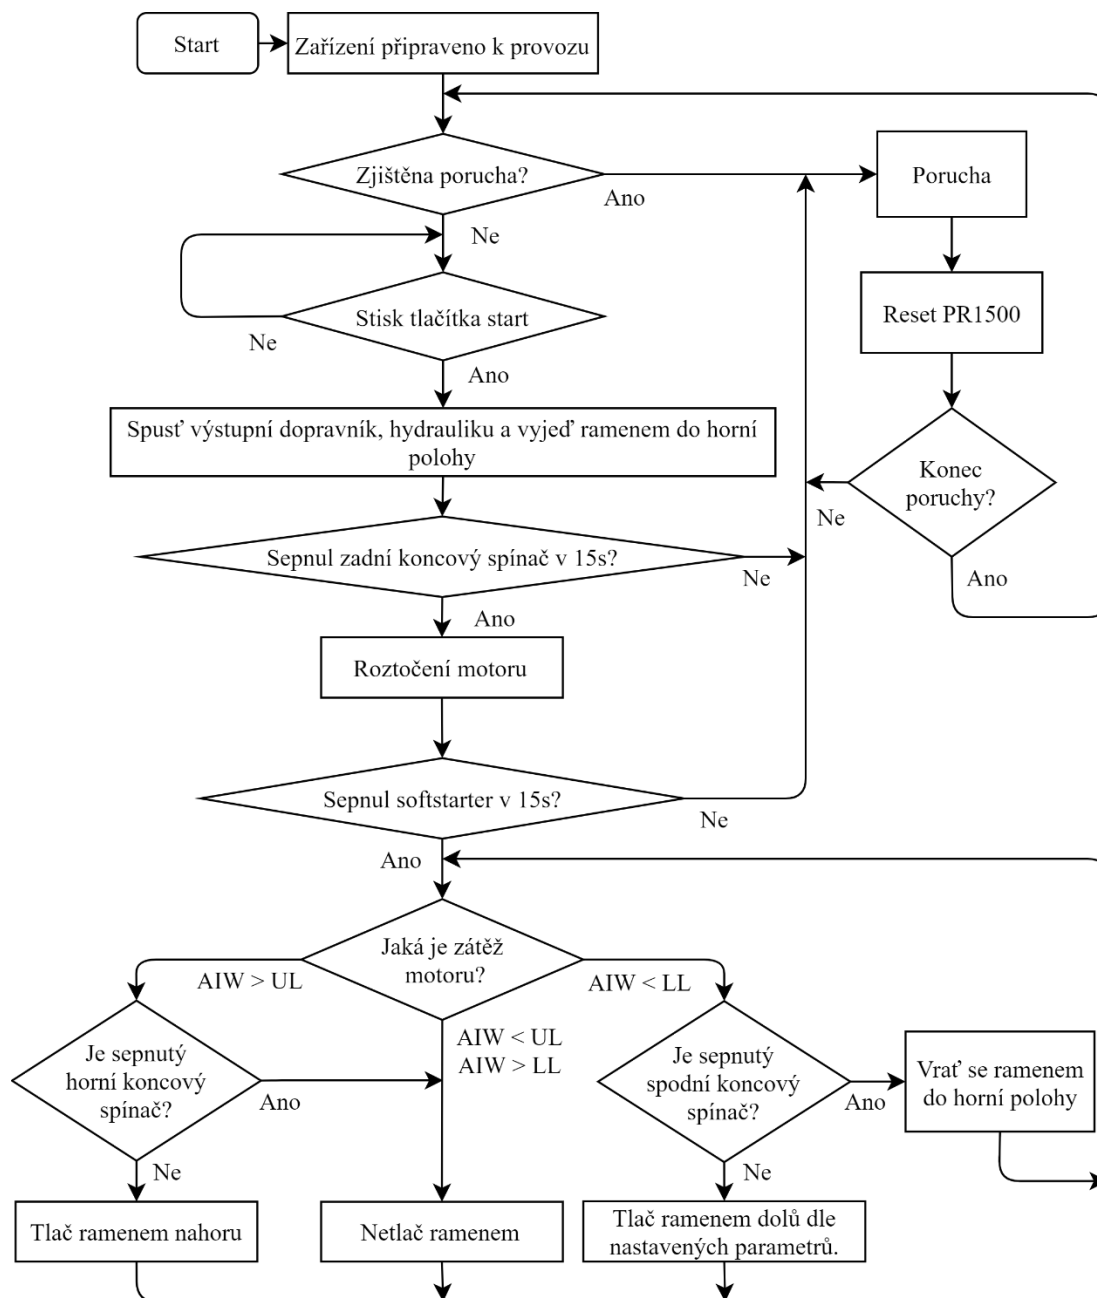 Start
Zařízení připraveno k provozu
Zjištěna porucha?
Ano
Porucha
Ne
Stisk tlačítka start
Ne
Reset PR1500
Ano
Spusť výstupní dopravník, hydrauliku a vyjeď ramenem do horní
polohy
Konec
poruchy?
Ne
Ano
Sepnul zadní koncový spínač v 15s?
Ne
Ano
Roztočení motoru
Sepnul softstarter v 15s?
Ne
Ano
Jaká je zátěž
motoru?
AIW > UL
AIW < LL
AIW < UL
AIW > LL
Je sepnutý
horní koncový
spínač?
Ano
Ne
Je sepnutý
spodní koncový
spínač?
Ano
Ne
Vrať se ramenem
do horní polohy
Tlač ramenem nahoru
Netlač ramenem
Tlač ramenem dolů dle
nastavených parametrů.